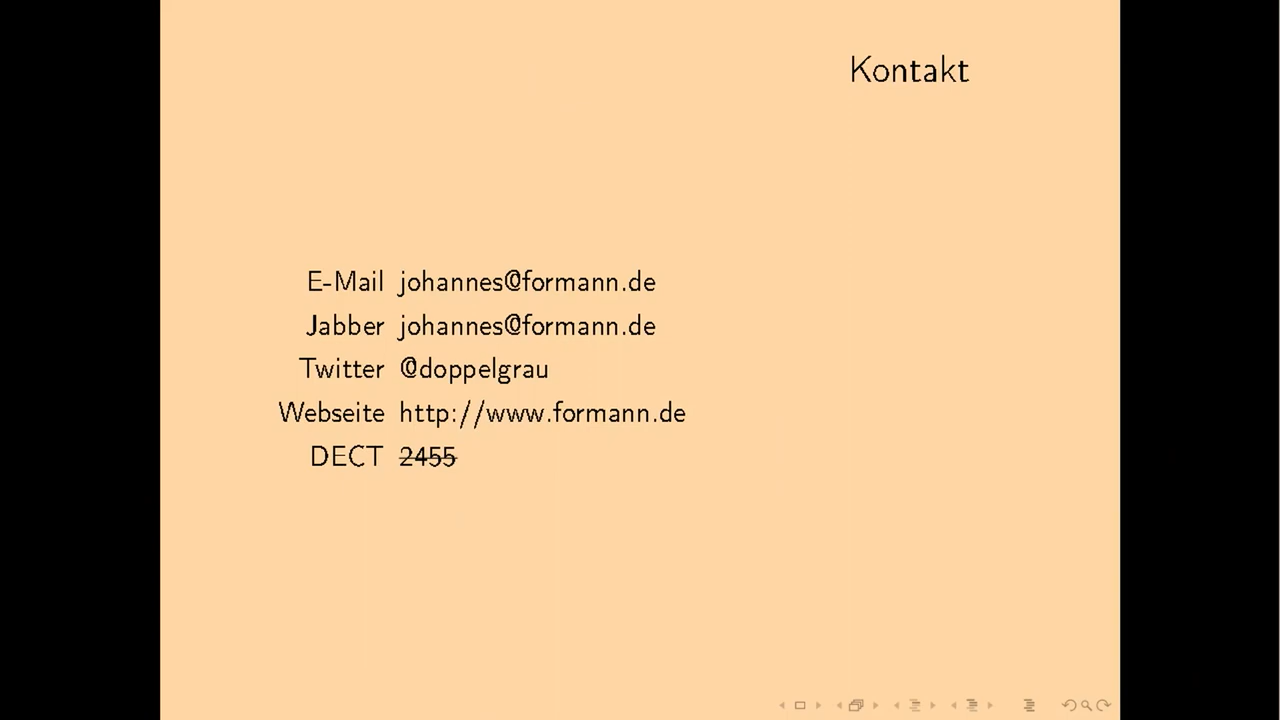 Kontakt
E-Mail johannes@formann.de
Jabber johannes@formann.de
Twitter @doppelgrau
Webseite http://www.formann.de
DECT 2455